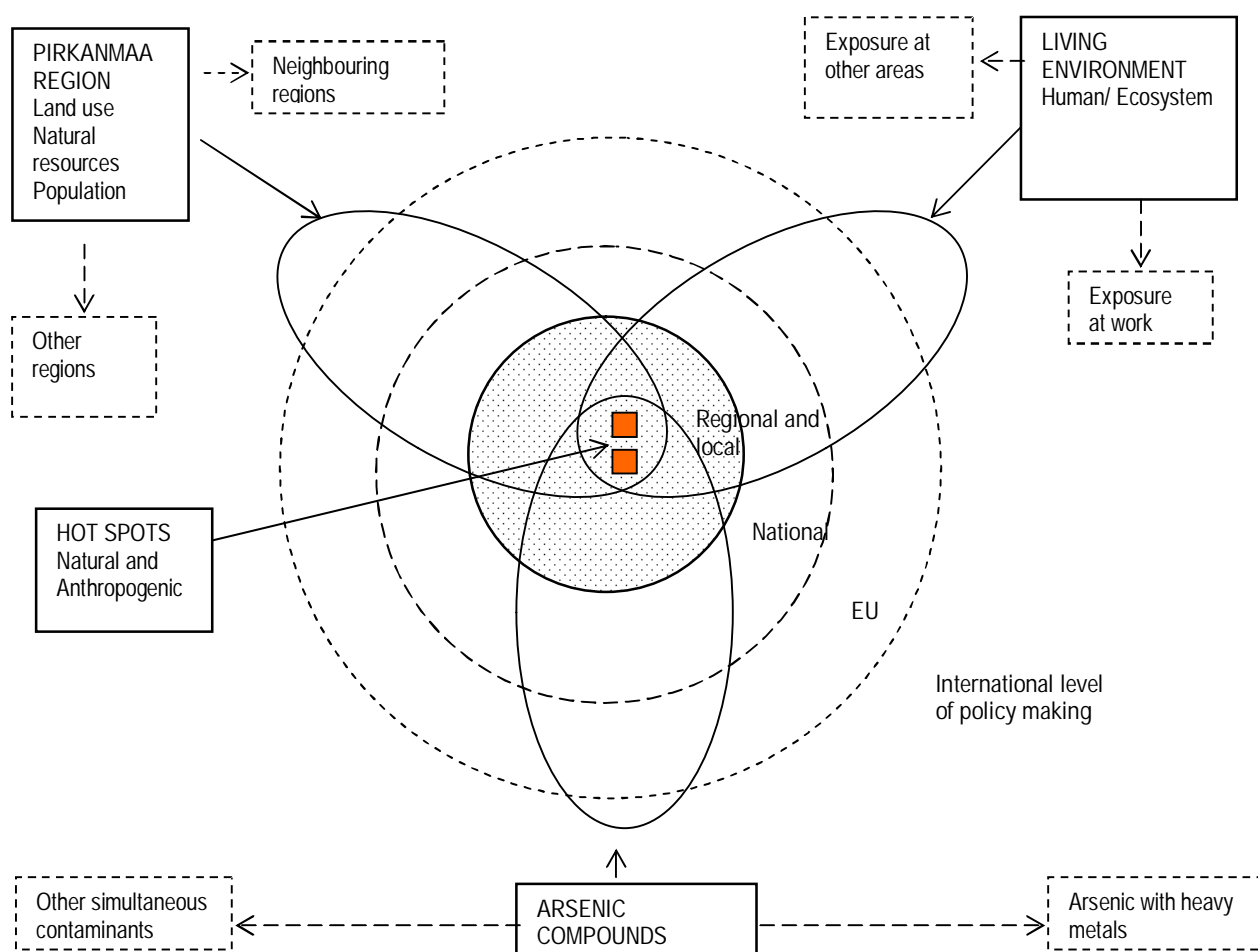 PIRKANMAA
REGION
Land use
Natural
resources
Population
Neighbouring
regions
Exposure at
other areas
LIVING
ENVIRONMENT
Human/ Ecosystem
Other
regions
Exposure
at work
Regional and
local
HOT SPOTS
Natural and
Anthropogenic
National
EU
International level
of policy making
Other simultaneous
contaminants
ARSENIC
COMPOUNDS
Arsenic with heavy
metals